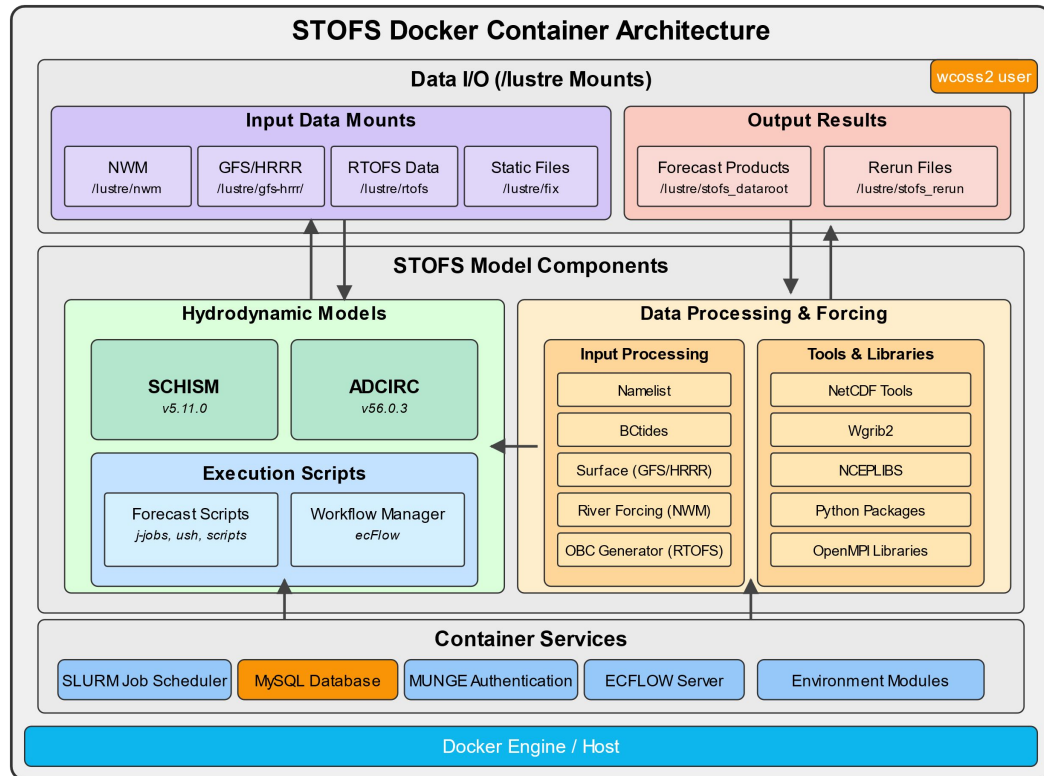 STOFS Docker Container Architecture
Data I/O (/lustre Mounts)
wcoss2 user
Input Data Mounts
NWM
/lustre/nwm
GFS/HRRR
/lustre/gfs-hrrr/
RTOFS Data
/lustre/rtofs
Static Files
/lustre/fix
Output Results
Forecast Products
/lustre/stofs_dataroot
Rerun Files
/lustre/stofs_rerun
STOFS Model Components
Hydrodynamic Models
SCHISM
v5.11.0
ADCIRC
v56.0.3
Execution Scripts
Forecast Scripts
j-jobs, ush, scripts
Workflow Manager
ecFlow
Data Processing & Forcing
Input Processing
Namelist
BCtides
Surface (GFS/HRRR)
River Forcing (NWM)
OBC Generator (RTOFS)
Tools & Libraries
NetCDF Tools
Wgrib2
NCEPLIBS
Python Packages
OpenMPI Libraries
Container Services
SLURM Job Scheduler
MySQL Database
MUNGE Authentication
ECFLOW Server
Environment Modules
Docker Engine / Host